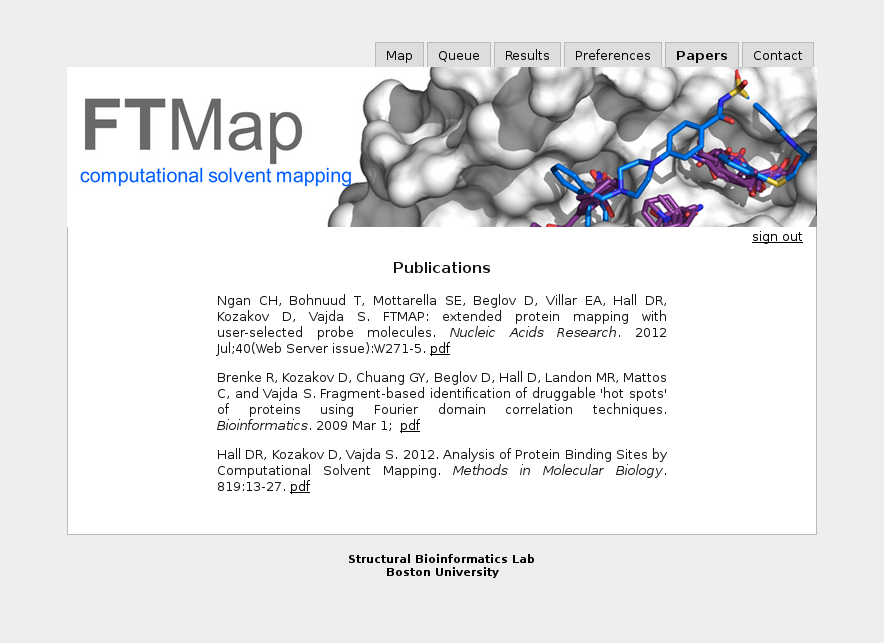 Map Queue Results Preferences Papers Contact
FTMap
computational solvent mapping
sign out
Publications
Ngan CH, Bohnuud T, Mottarella SE, Beglov D, Villar EA, Hall DR,
Kozakov D, Vajda S. FTMAP: extended protein mapping with
user-selected probe molecules. Nucleic Acids Research. 2012
Jul;40(Web Server issue):W271-5. pdf
Brenke R, Kozakov D, Chuang GY, Beglov D, Hall D, Landon MR, Mattos
C, and Vajda S. Fragment-based identification of druggable 'hot spots'
of proteins using Fourier domain correlation techniques.
Bioinformatics. 2009 Mar 1; pdf
Hall DR, Kozakov D, Vajda S. 2012. Analysis of Protein Binding Sites by
Computational Solvent Mapping. Methods in Molecular Biology.
819:13-27. pdf
Structural Bioinformatics Lab
Boston University